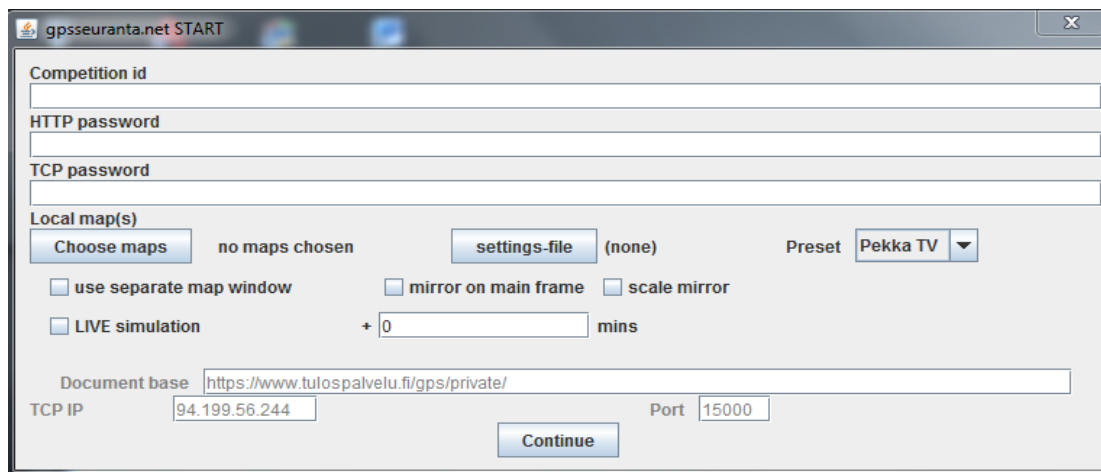 gpsseuranta.net START
Competition id
HTTP password
TCP password
Local map(s)
Choose maps no maps chosen settings-file (none) Preset Pekka TV
use separate map window mirror on main frame scale mirror
LIVE simulation + 0 mins
Document base https://www.tulospalvelu.fi/gps/private/
TCP IP 94.199.56.244 Port 15000
Continue